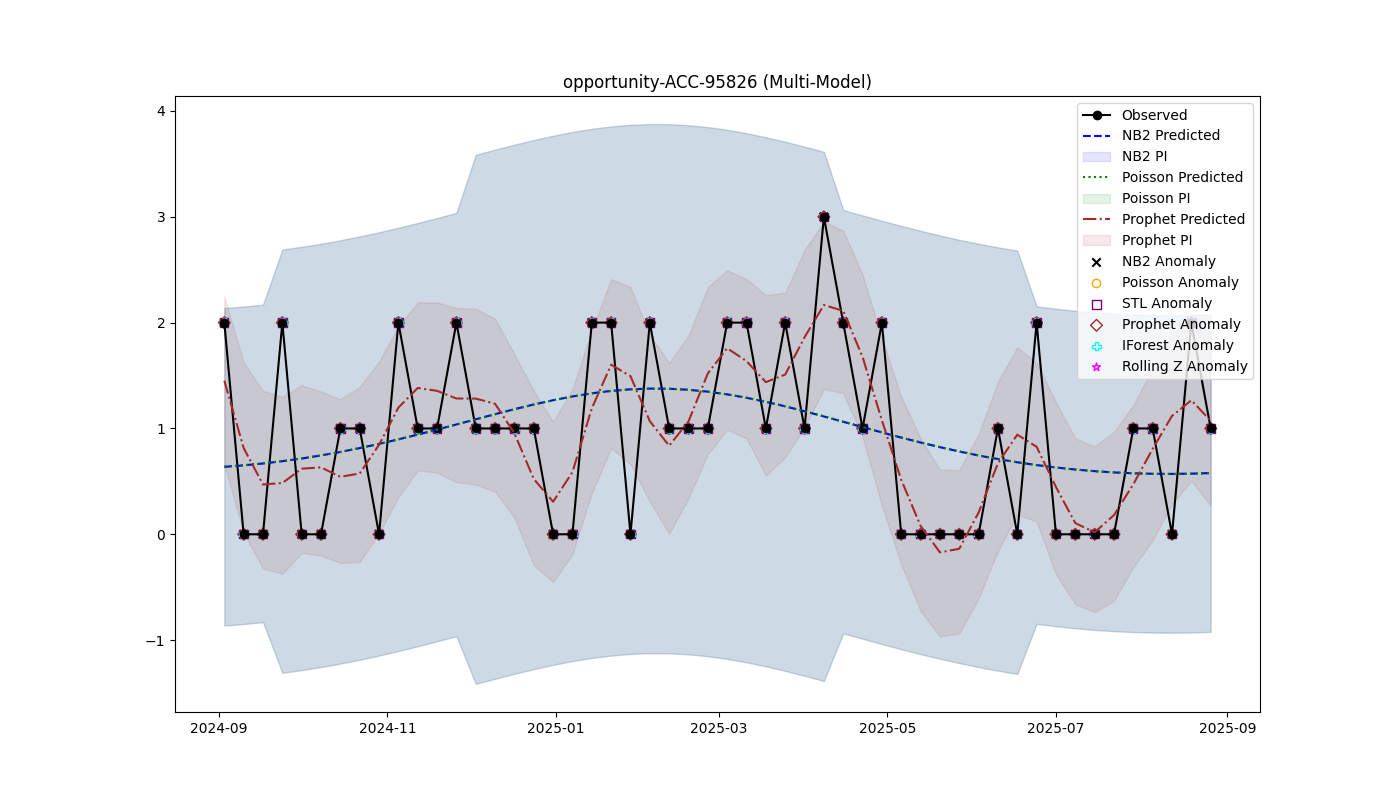 opportunity-ACC-95826 (Multi-Model)
4
3
2
1
0
−1
2024-09
2024-11
2025-01
2025-03
2025-05
2025-07
2025-09
Observed
NB2 Predicted
NB2 PI
Poisson Predicted
Poisson PI
Prophet Predicted
Prophet PI
NB2 Anomaly
Poisson Anomaly
STL Anomaly
Prophet Anomaly
IForest Anomaly
Rolling Z Anomaly